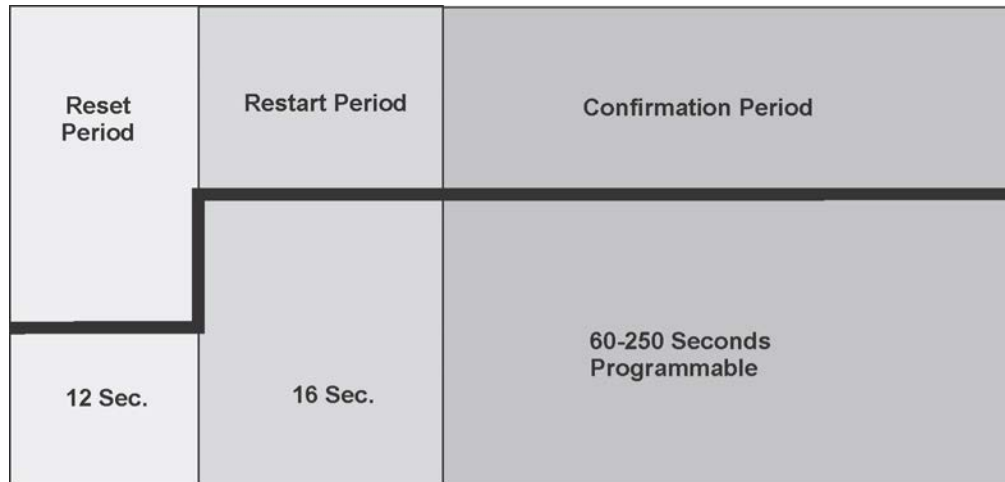 Reset
Period
Restart Period
Confirmation Period
12 Sec.
16 Sec.
60-250 Seconds
Programmable